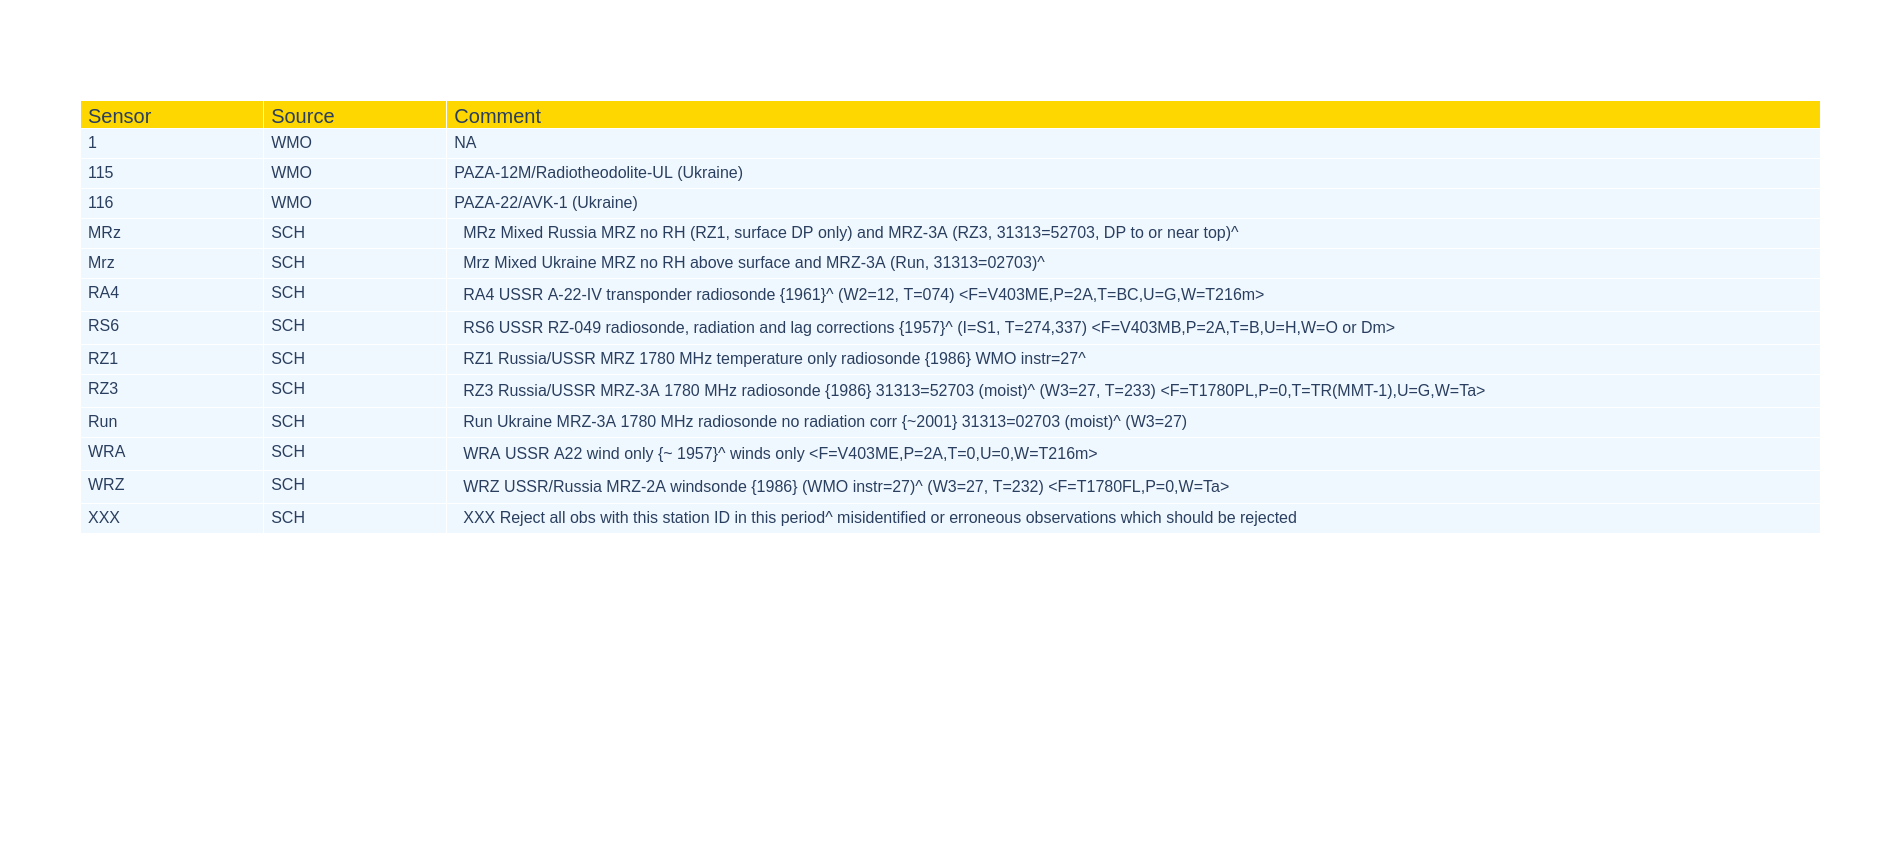 Sensor Source Comment
1 WMO NA
115 WMO PAZA-12M/Radiotheodolite-UL (Ukraine)
116 WMO PAZA-22/AVK-1 (Ukraine)
MRz SCH MRz Mixed Russia MRZ no RH (RZ1, surface DP only) and MRZ-3A (RZ3, 31313=52703, DP to or near top)^
Mrz SCH Mrz Mixed Ukraine MRZ no RH above surface and MRZ-3A (Run, 31313=02703)^
RA4 SCH RA4 USSR A-22-IV transponder radiosonde {1961}^ (W2=12, T=074) <F=V403ME,P=2A,T=BC,U=G,W=T216m>
RS6 SCH RS6 USSR RZ-049 radiosonde, radiation and lag corrections {1957}^ (I=S1, T=274,337) <F=V403MB,P=2A,T=B,U=H,W=O or Dm>
RZ1 SCH RZ1 Russia/USSR MRZ 1780 MHz temperature only radiosonde {1986} WMO instr=27^
RZ3 SCH RZ3 Russia/USSR MRZ-3A 1780 MHz radiosonde {1986} 31313=52703 (moist)^ (W3=27, T=233) <F=T1780PL,P=0,T=TR(MMT-1),U=G,W=Ta>
Run SCH Run Ukraine MRZ-3A 1780 MHz radiosonde no radiation corr {~2001} 31313=02703 (moist)^ (W3=27)
WRA SCH WRA USSR A22 wind only {~ 1957}^ winds only <F=V403ME,P=2A,T=0,U=0,W=T216m>
WRZ SCH WRZ USSR/Russia MRZ-2A windsonde {1986} (WMO instr=27)^ (W3=27, T=232) <F=T1780FL,P=0,W=Ta>
XXX SCH XXX Reject all obs with this station ID in this period^ misidentified or erroneous observations which should be rejected